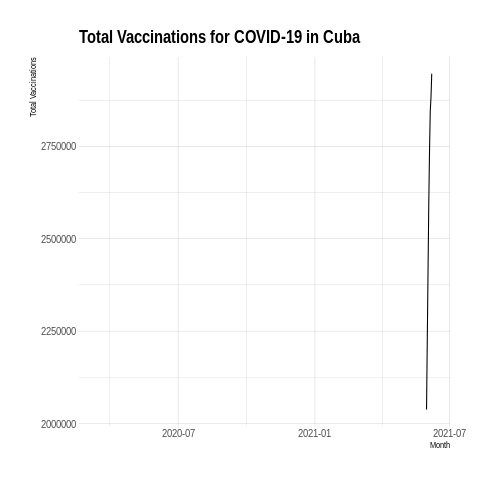 Total Vaccinations for COVID-19 in Cuba
Total Vaccinations
2750000
2500000
2250000
2000000
2020-07
2021-01
2021-07
Month